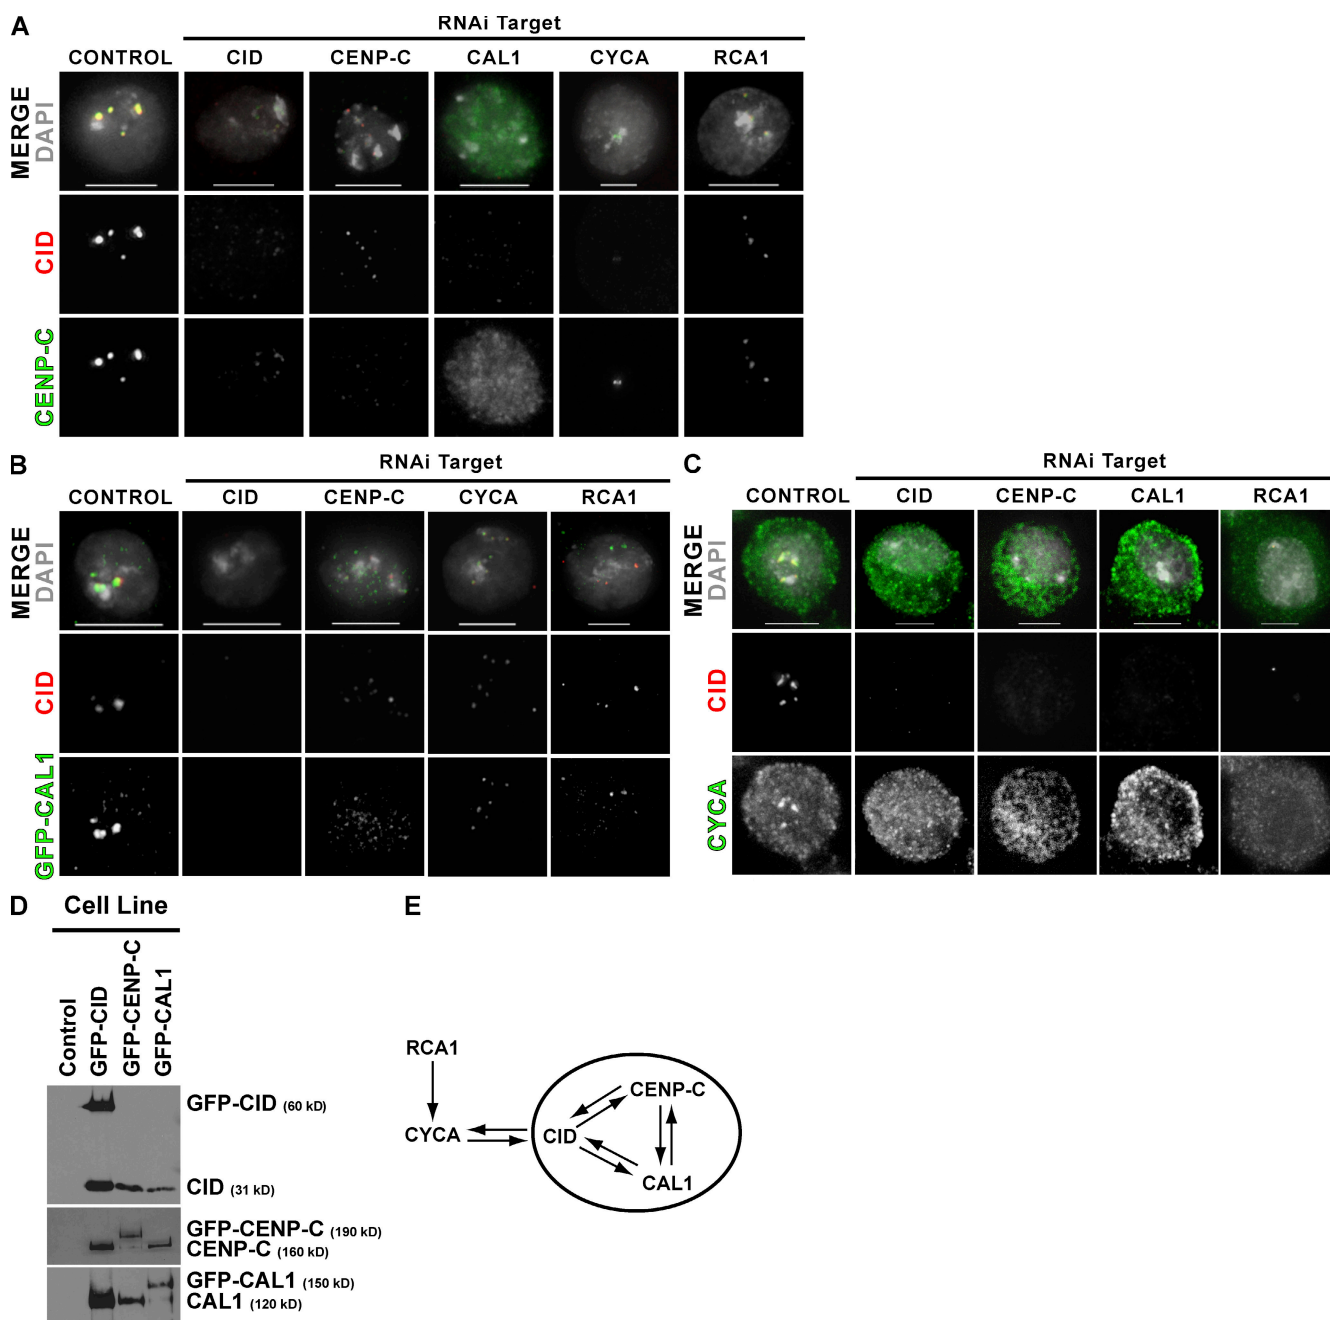 A
RNAi Target
CONTROL CID CENP-C CAL1 CYCA RCA1
MERGE
DAPI
CID
CENP-C
B
RNAi Target
CONTROL CID CENP-C CYCA RCA1
MERGE
DAPI
CID
GFP-CAL1
C
RNAi Target
CONTROL CID CENP-C CAL1 RCA1
MERGE
DAPI
CID
CYCA
D
Cell Line
Control
GFP-CID
GFP-CENP-C
GFP-CAL1
GFP-CID (60 kD)
CID (31 kD)
GFP-CENP-C (190 kD)
CENP-C (160 kD)
GFP-CAL1 (150 kD)
CAL1 (120 kD)
E
RCA1
CENP-C
CYCA
CID
CAL1